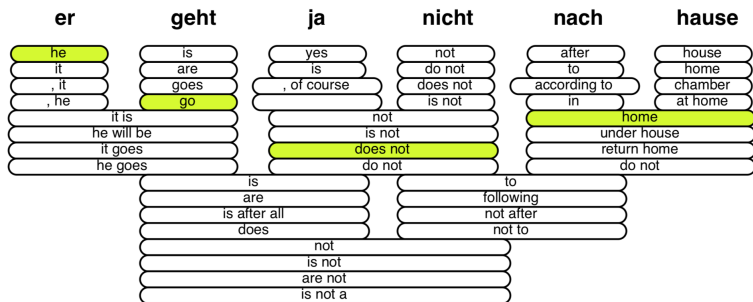 er geht ja nicht nach hause
he is yes not after house
it are is do not to home
, it goes , of course does not according to chamber
, he go is not in at home
it is not home
he will be is not under house
it goes does not return home
he goes do not do not
is to
are following
is after all not after
does not to
not
is not
are not
is not a